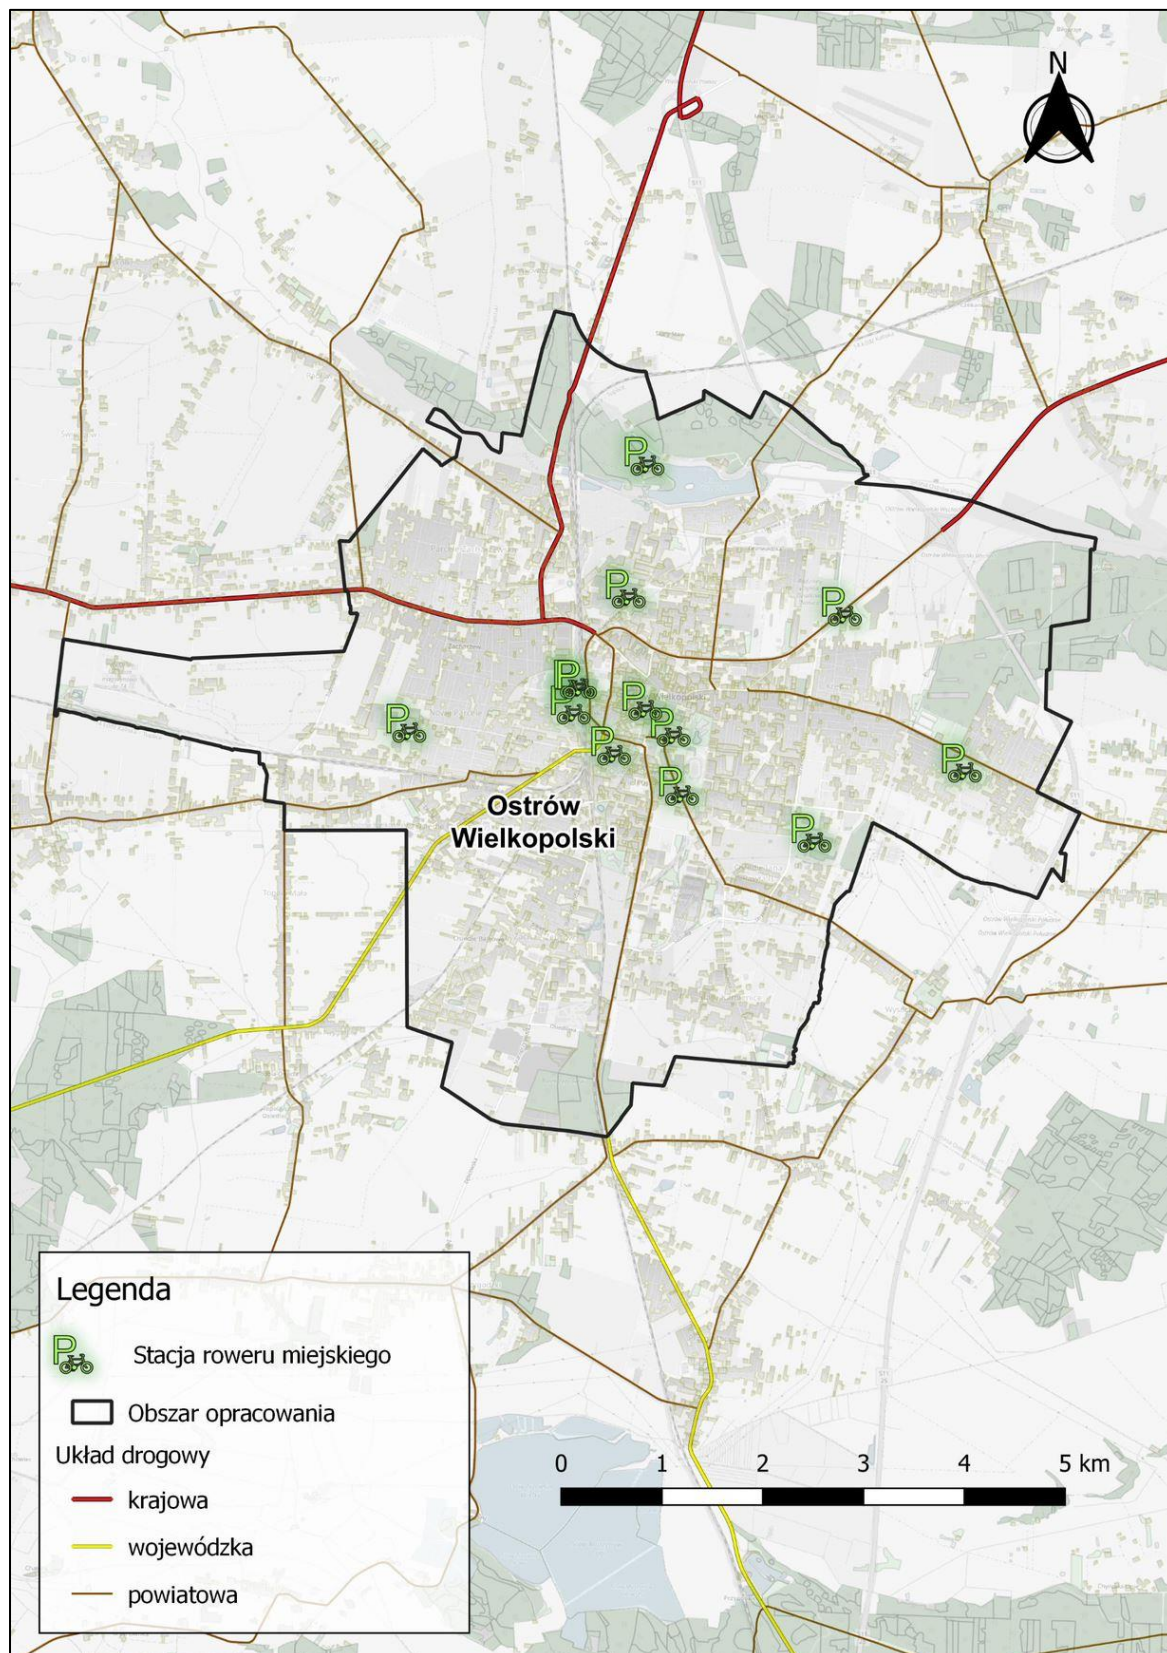 N
P
P
P
P
P
P
P
P
P
P
P
P
Ostrów
Wielkopolski
Legenda
P
Stacja roweru miejskiego
Obszar opracowania
Układ drogowy
krajowa
wojewódzka
powiatowa
0 1 2 3 4 5 km